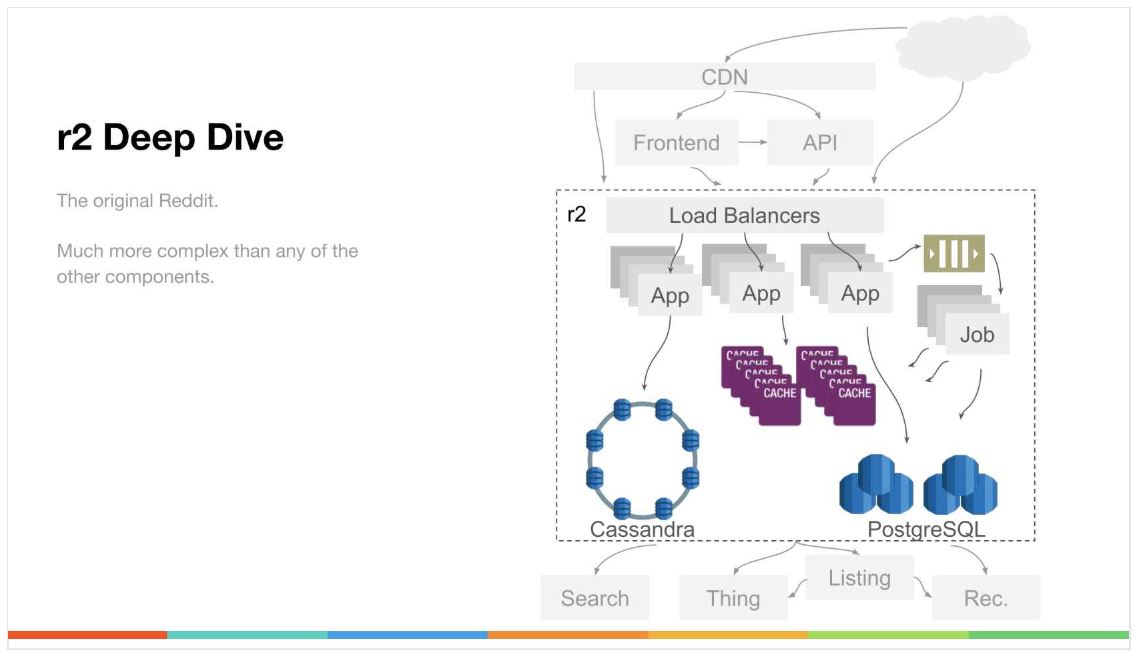 r2 Deep Dive
The original Reddit.
Much more complex than any of the
other components.
CDN
Frontend
API
r2
Load Balancers
App
App
App
Job
CACHE
CACHE
CACHE
CACHE
CACHE
CACHE
CACHE
CACHE
CACHE
CACHE
Cassandra
PostgreSQL
Search
Thing
Listing
Rec.